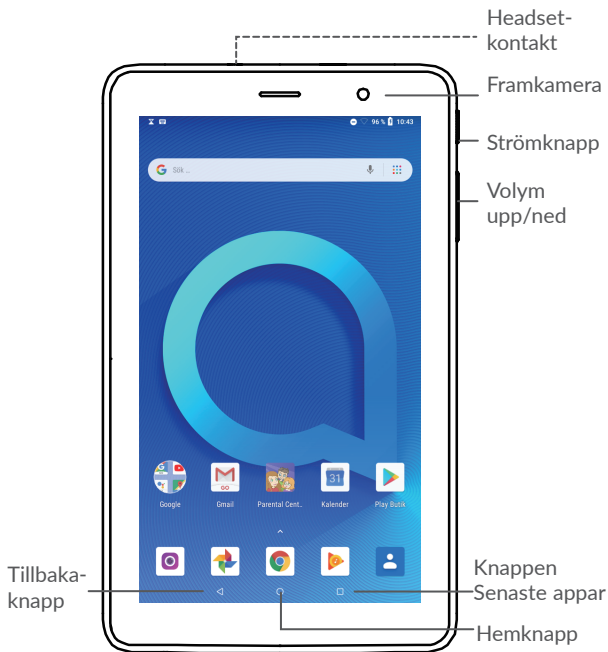 Headset-
kontakt
Framkamera
96 % 10:43
Strömknapp
Sök ..
Volym
upp/ned
31
Google
Gmail
Parental Cent..
Kalender
Play Butik
Tillbaka-
knapp
Knappen
Senaste appar
Hemknapp